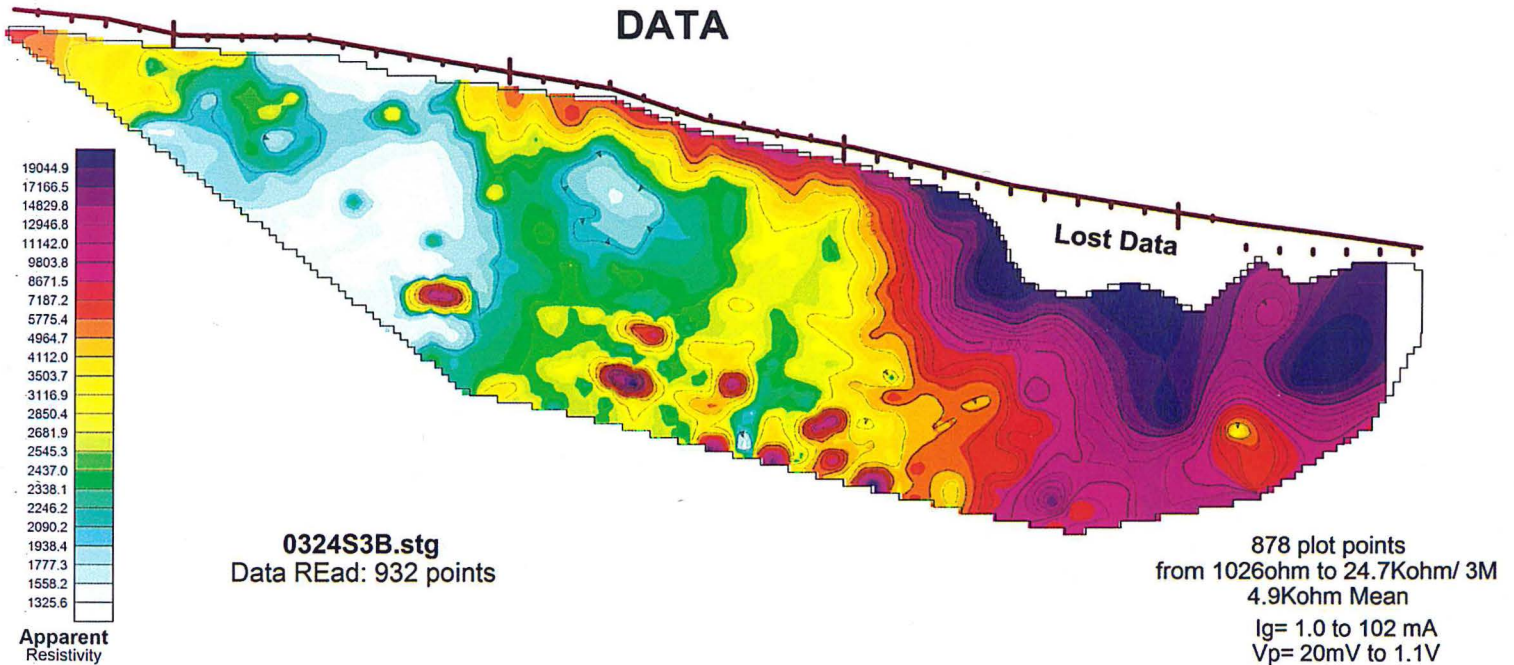 DATA
Lost Data
19044.9
17166.5
14829.8
12946.8
11142.0
9803.8
8671.5
7187.2
5775.4
4964.7
4112.0
3503.7
3116.9
2850.4
2681.9
2545.3
2437.0
2338.1
2246.2
2090.2
1938.4
1777.3
1558.2
1325.6
Apparent
Resistivity
0324S3B.stg
Data REad: 932 points
878 plot points
from 1026ohm to 24.7Kohm/ 3M
4.9Kohm Mean
Ig= 1.0 to 102 mA
Vp= 20mV to 1.1V